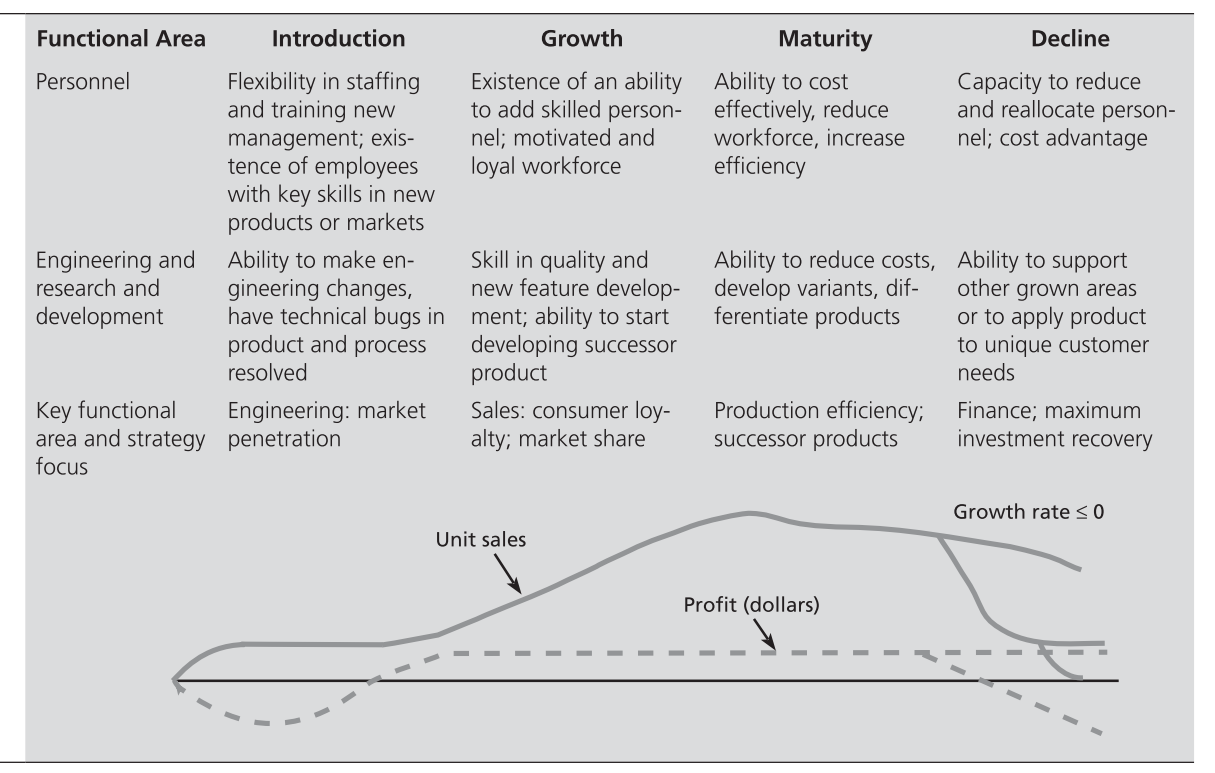 Functional Area Introduction Growth Maturity Decline
Personnel
Flexibility in staffing
and training new
management; exis-
tence of employees
with key skills in new
products or markets
Existence of an ability
to add skilled person-
nel; motivated and
loyal workforce
Ability to cost
effectively, reduce
workforce, increase
efficiency
Capacity to reduce
and reallocate person-
nel; cost advantage
Engineering and
research and
development
Ability to make en-
gineering changes,
have technical bugs in
product and process
resolved
Skill in quality and
new feature develop-
ment; ability to start
developing successor
product
Ability to reduce costs,
develop variants, dif-
ferentiate products
Ability to support
other grown areas
or to apply product
to unique customer
needs
Key functional
area and strategy
focus
Engineering: market
penetration
Sales: consumer loy-
alty; market share
Production efficiency;
successor products
Finance; maximum
investment recovery
Growth rate ≤ 0
Unit sales
Profit (dollars)